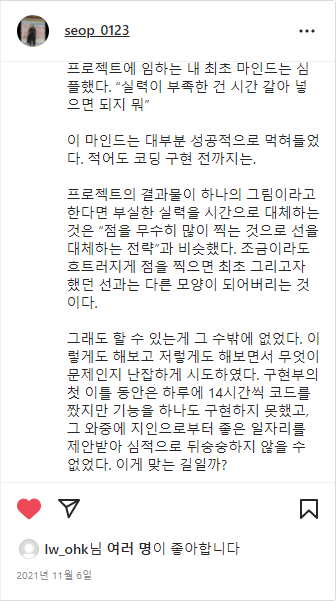 seop_0123
프로젝트에 임하는 내 최초 마인드는 심
플했다. "실력이 부족한 건 시간 갈아 넣
으면 되지 뭐"
이 마인드는 대부분 성공적으로 먹혀들었
다. 적어도 코딩 구현 전까지는.
프로젝트의 결과물이 하나의 그림이라고
한다면 부실한 실력을 시간으로 대체하는
것은 "점을 무수히 많이 찍는 것으로 선을
대체하는 전략"과 비슷했다. 조금이라도
흐트러지게 점을 찍으면 최초 그리고자
했던 선과는 다른 모양이 되어버리는 것
이다.
그래도 할 수 있는게 그 수밖에 없었다. 이
렇게도 해보고 저렇게도 해보면서 무엇이
문제인지 난잡하게 시도하였다. 구현부의
첫 이틀 동안은 하루에 14시간씩 코드를
짰지만 기능을 하나도 구현하지 못했고,
그 와중에 지인으로부터 좋은 일자리를
제안받아 심적으로 뒤숭숭하지 않을 수
없었다. 이게 맞는 길일까?
lw_ohk님 여러 명이 좋아합니다
2021년 11월 6일